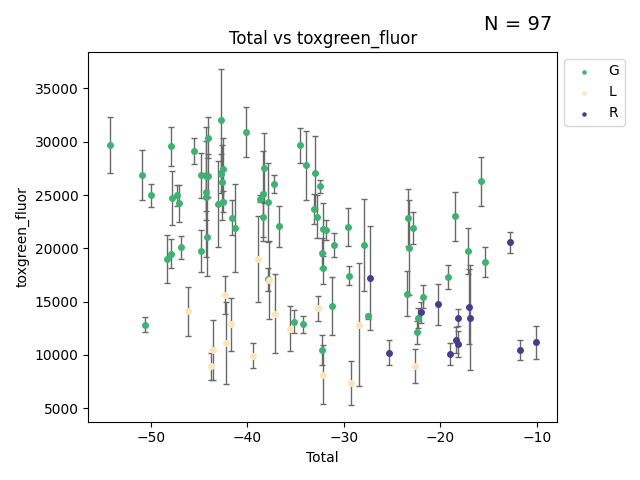 N = 97
Total vs toxgreen_fluor
G
L
R
toxgreen_fluor
35000
30000
25000
20000
15000
10000
5000
−50
−40
−30
−20
−10
Total